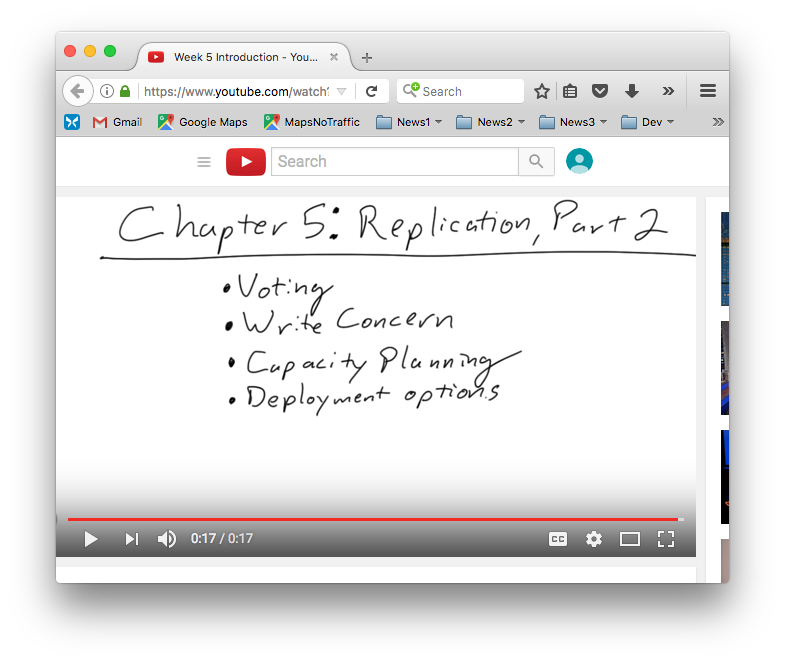 Week 5 Introduction - You...
https://www.youtube.com/watch?
Search
Gmail
Google Maps
MapsNoTraffic
News1
News2
News3
Dev
Search
Chapter 5: Replication, Part 2
• Voting
• Write Concern
• Capacity Planning
• Deployment options
0:17 / 0:17
CC